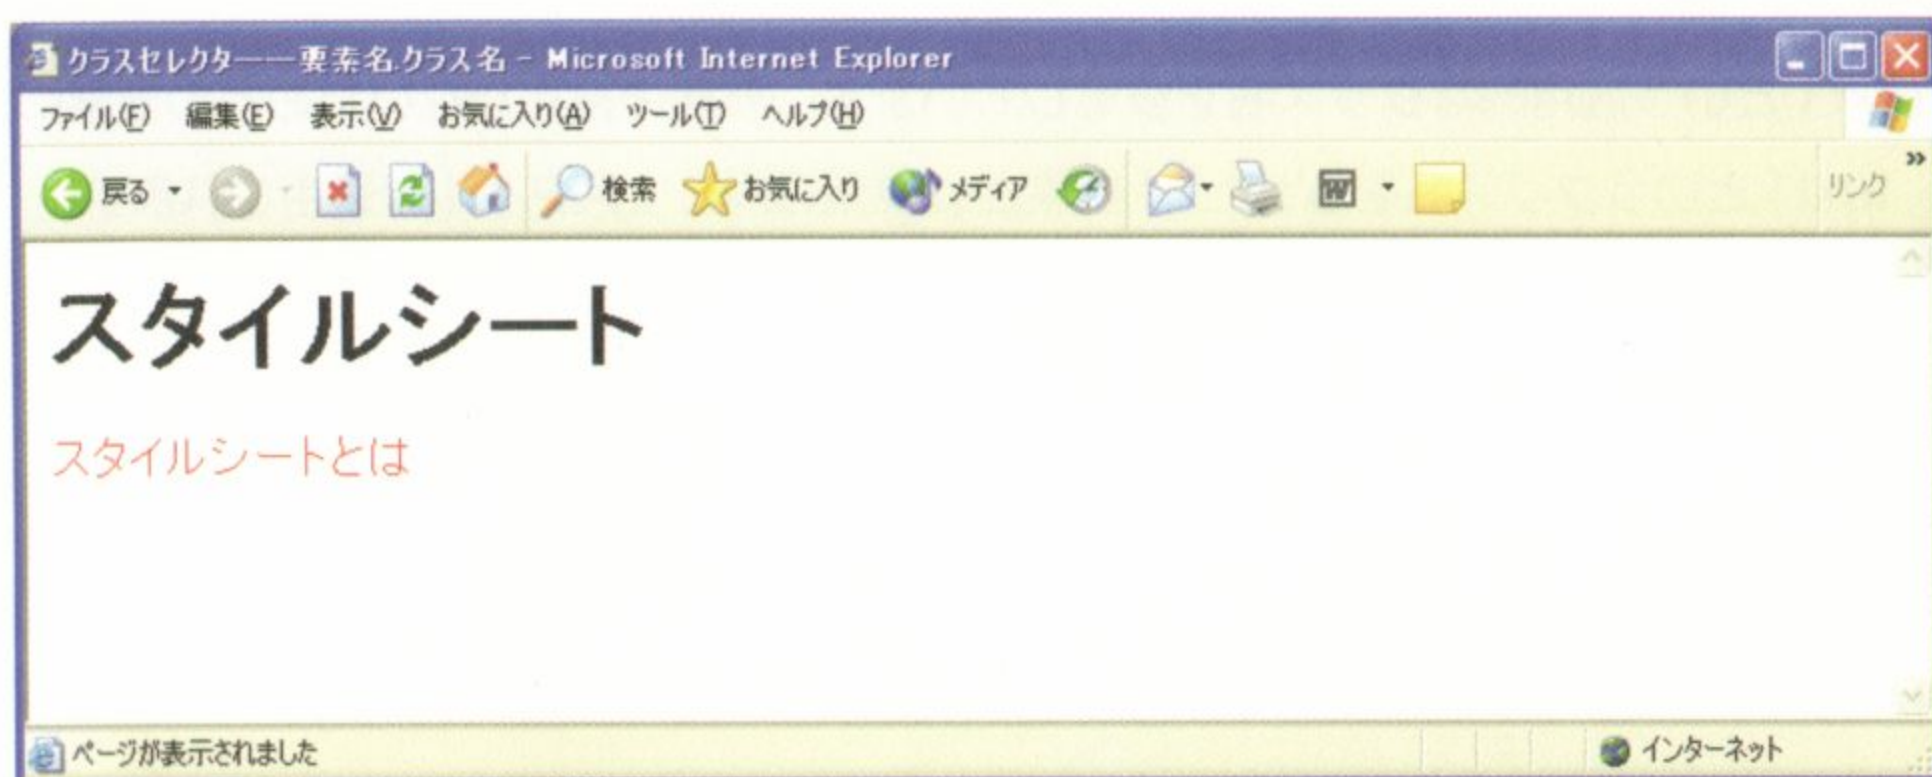 クラスセレクター――要素名.クラス名 - Microsoft Internet Explorer
ファイル(F) 編集(E) 表示(V) お気に入り(A) ツール(T) ヘルプ(H)
戻る 検索 お気に入り メディア W リンク »
スタイルシート
スタイルシートとは
ページが表示されました インターネット